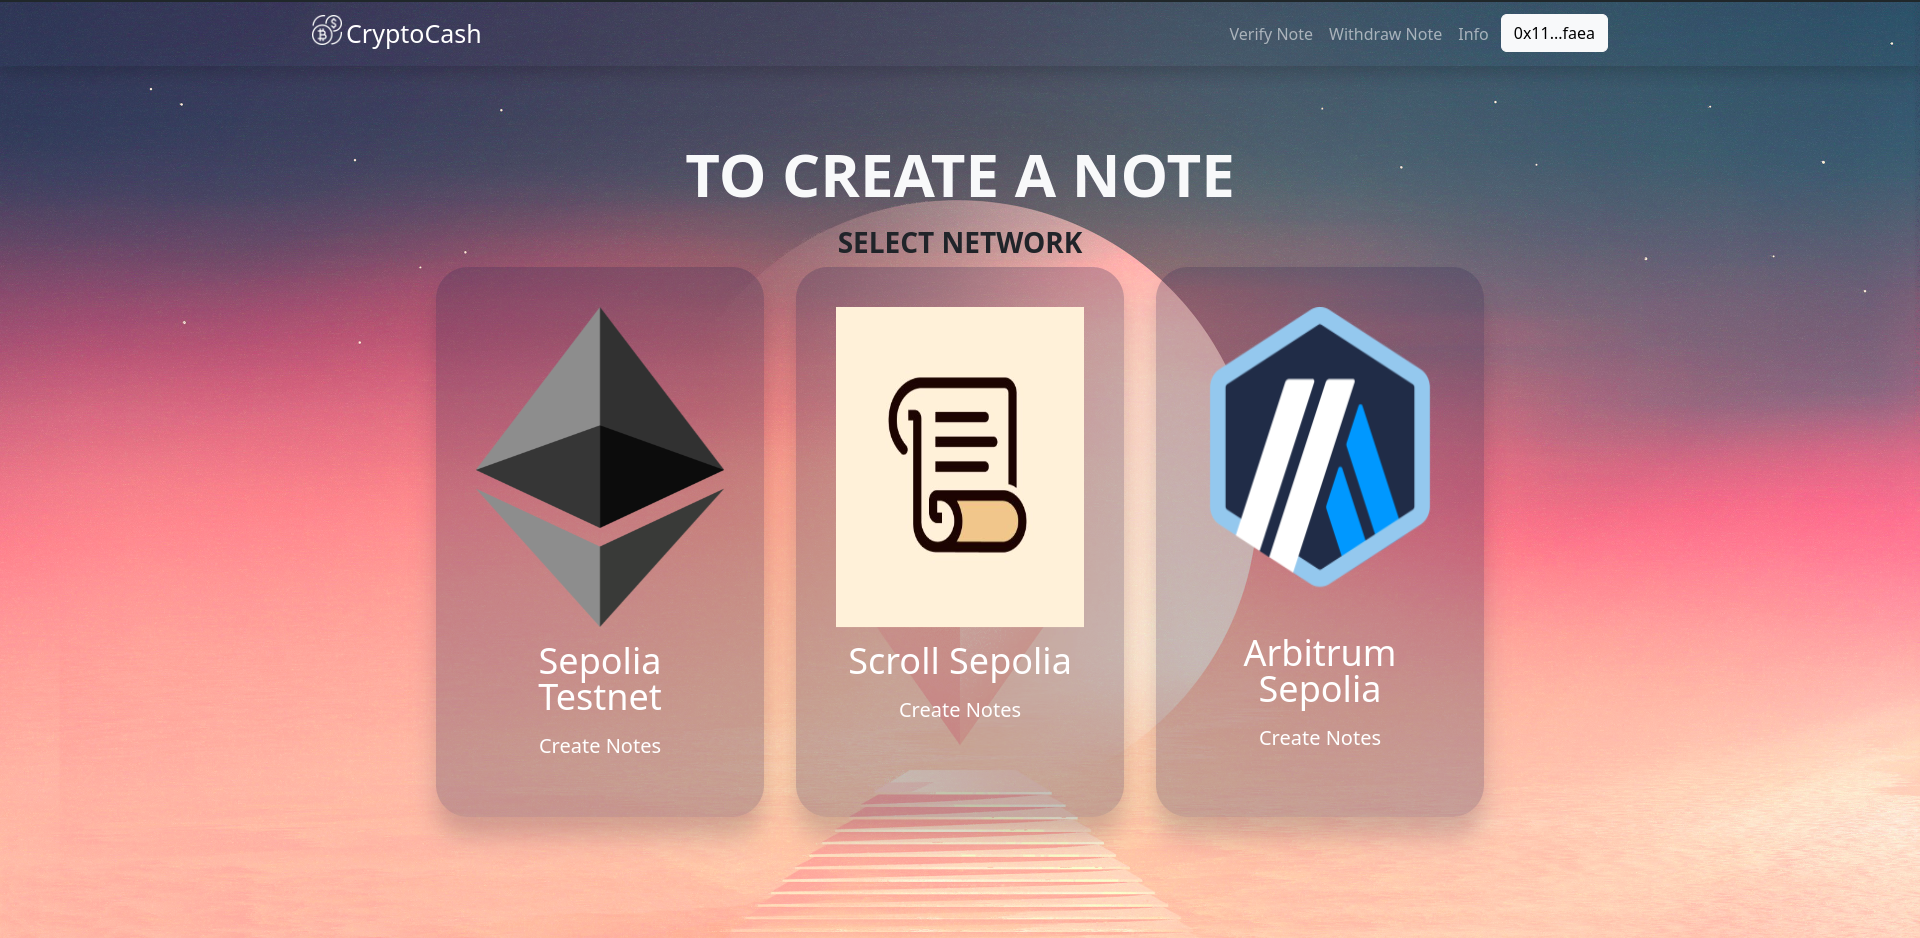 CryptoCash
Verify Note
Withdraw Note
Info
0x11...faea
TO CREATE A NOTE
SELECT NETWORK
Sepolia
Testnet
Create Notes
Scroll Sepolia
Create Notes
Arbitrum
Sepolia
Create Notes